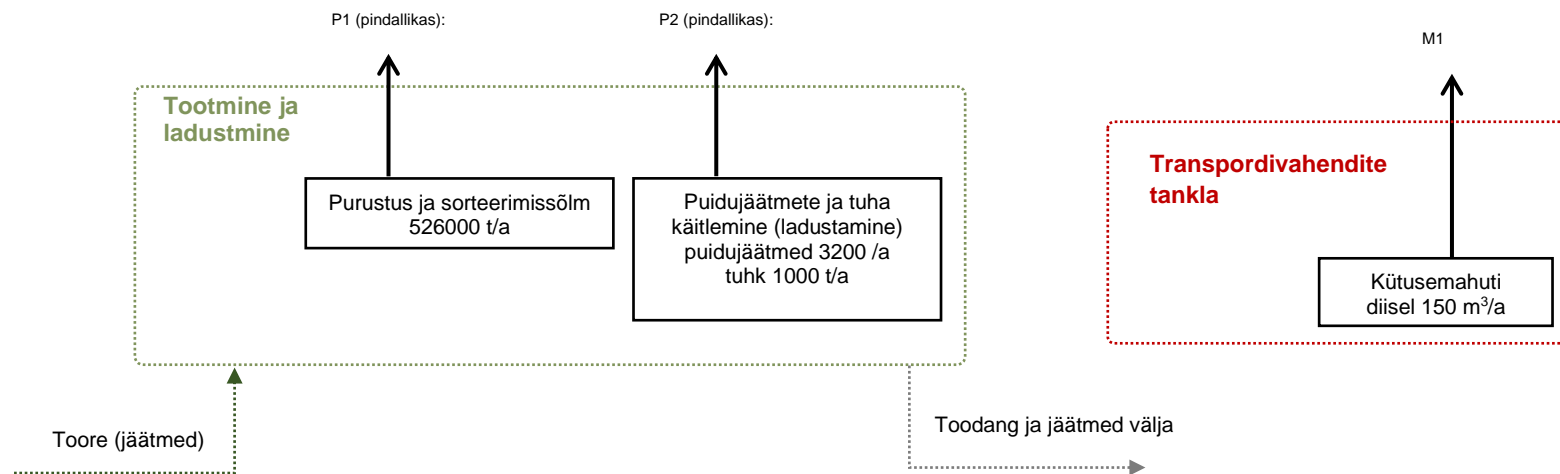 P1 (pindallikas):
P2 (pindallikas):
M1
Tootmine ja
ladustmine
Purustus ja sorteerimissõlm
526000 t/a
Puidujäätmete ja tuha
käitlemine (ladustamine)
puidujäätmed 3200 /a
tuhk 1000 t/a
Transpordivahendite
tankla
Kütusemahuti
diisel 150 m³/a
Toore (jäätmed)
Toodang ja jäätmed välja